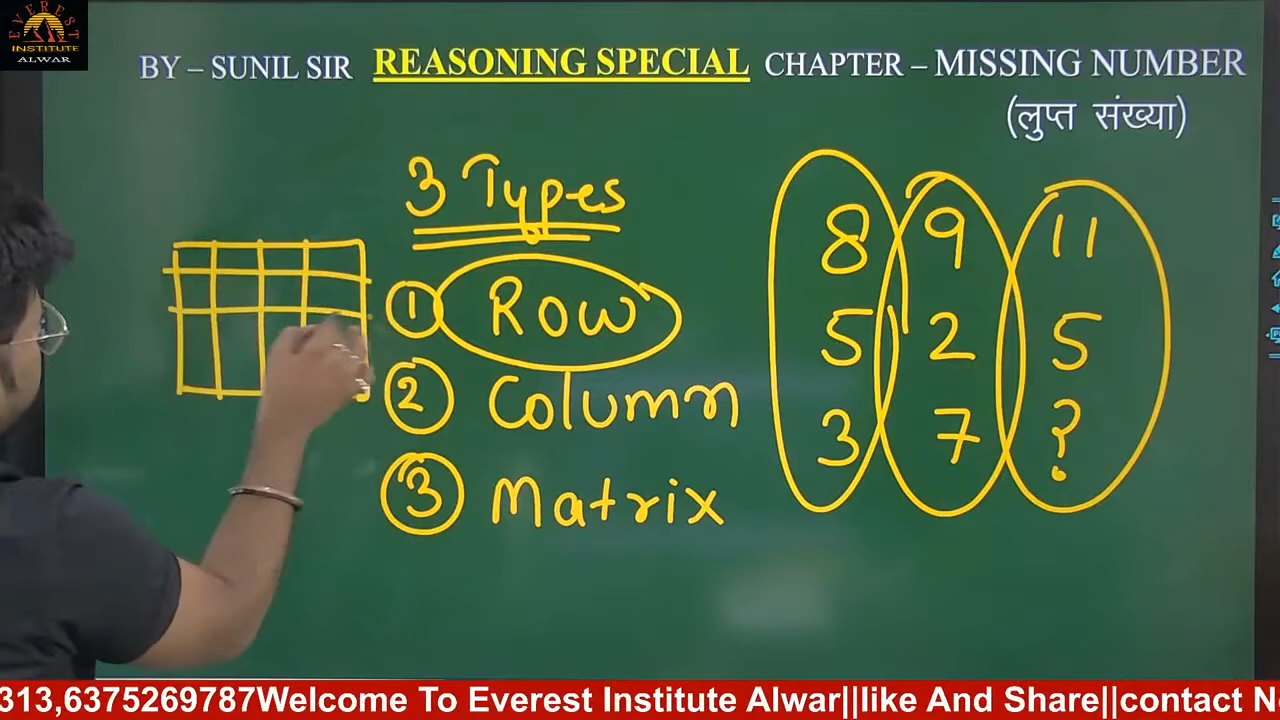 EVEREST
INSTITUTE
ALWAR
BY – SUNIL SIR REASONING SPECIAL CHAPTER – MISSING NUMBER
(लुप्त संख्या)
3 Types
① Row
② Column
③ Matrix
8 9 11
5 2 5
3 7 ?
313,6375269787Welcome To Everest Institute Alwar||like And Share||contact N